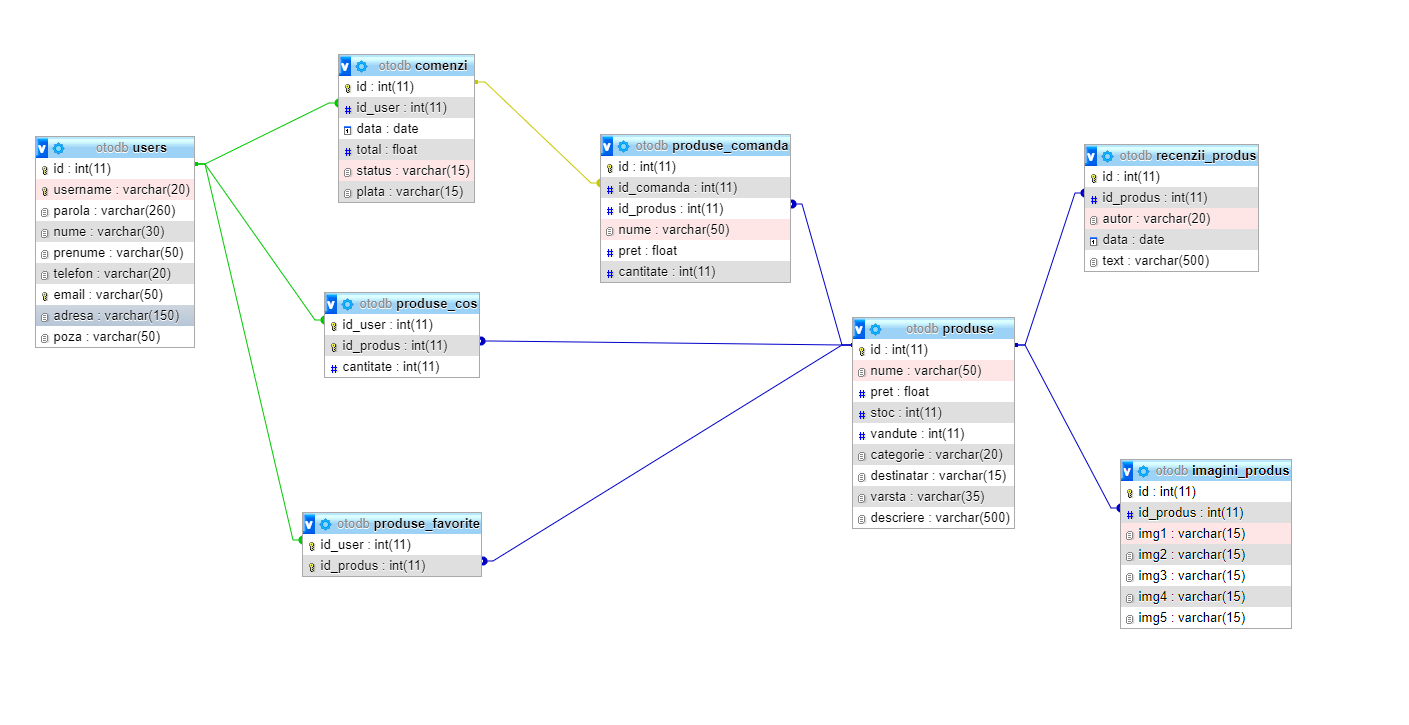 otodb users
id : int(11)
username : varchar(20)
parola : varchar(260)
nume : varchar(30)
prenume : varchar(50)
telefon : varchar(20)
email : varchar(50)
adresa : varchar(150)
poza : varchar(50)
otodb comenzi
id : int(11)
id_user : int(11)
data : date
total : float
status : varchar(15)
plata : varchar(15)
otodb produse_cos
id_user : int(11)
id_produs : int(11)
cantitate : int(11)
otodb produse_favorite
id_user : int(11)
id_produs : int(11)
otodb produse_comanda
id : int(11)
id_comanda : int(11)
id_produs : int(11)
nume : varchar(50)
pret : float
cantitate : int(11)
otodb produse
id : int(11)
nume : varchar(50)
pret : float
stoc : int(11)
vandute : int(11)
categorie : varchar(20)
destinatar : varchar(15)
varsta : varchar(35)
descriere : varchar(500)
otodb recenzii_produs
id : int(11)
id_produs : int(11)
autor : varchar(20)
data : date
text : varchar(500)
otodb imagini_produs
id : int(11)
id_produs : int(11)
img1 : varchar(15)
img2 : varchar(15)
img3 : varchar(15)
img4 : varchar(15)
img5 : varchar(15)